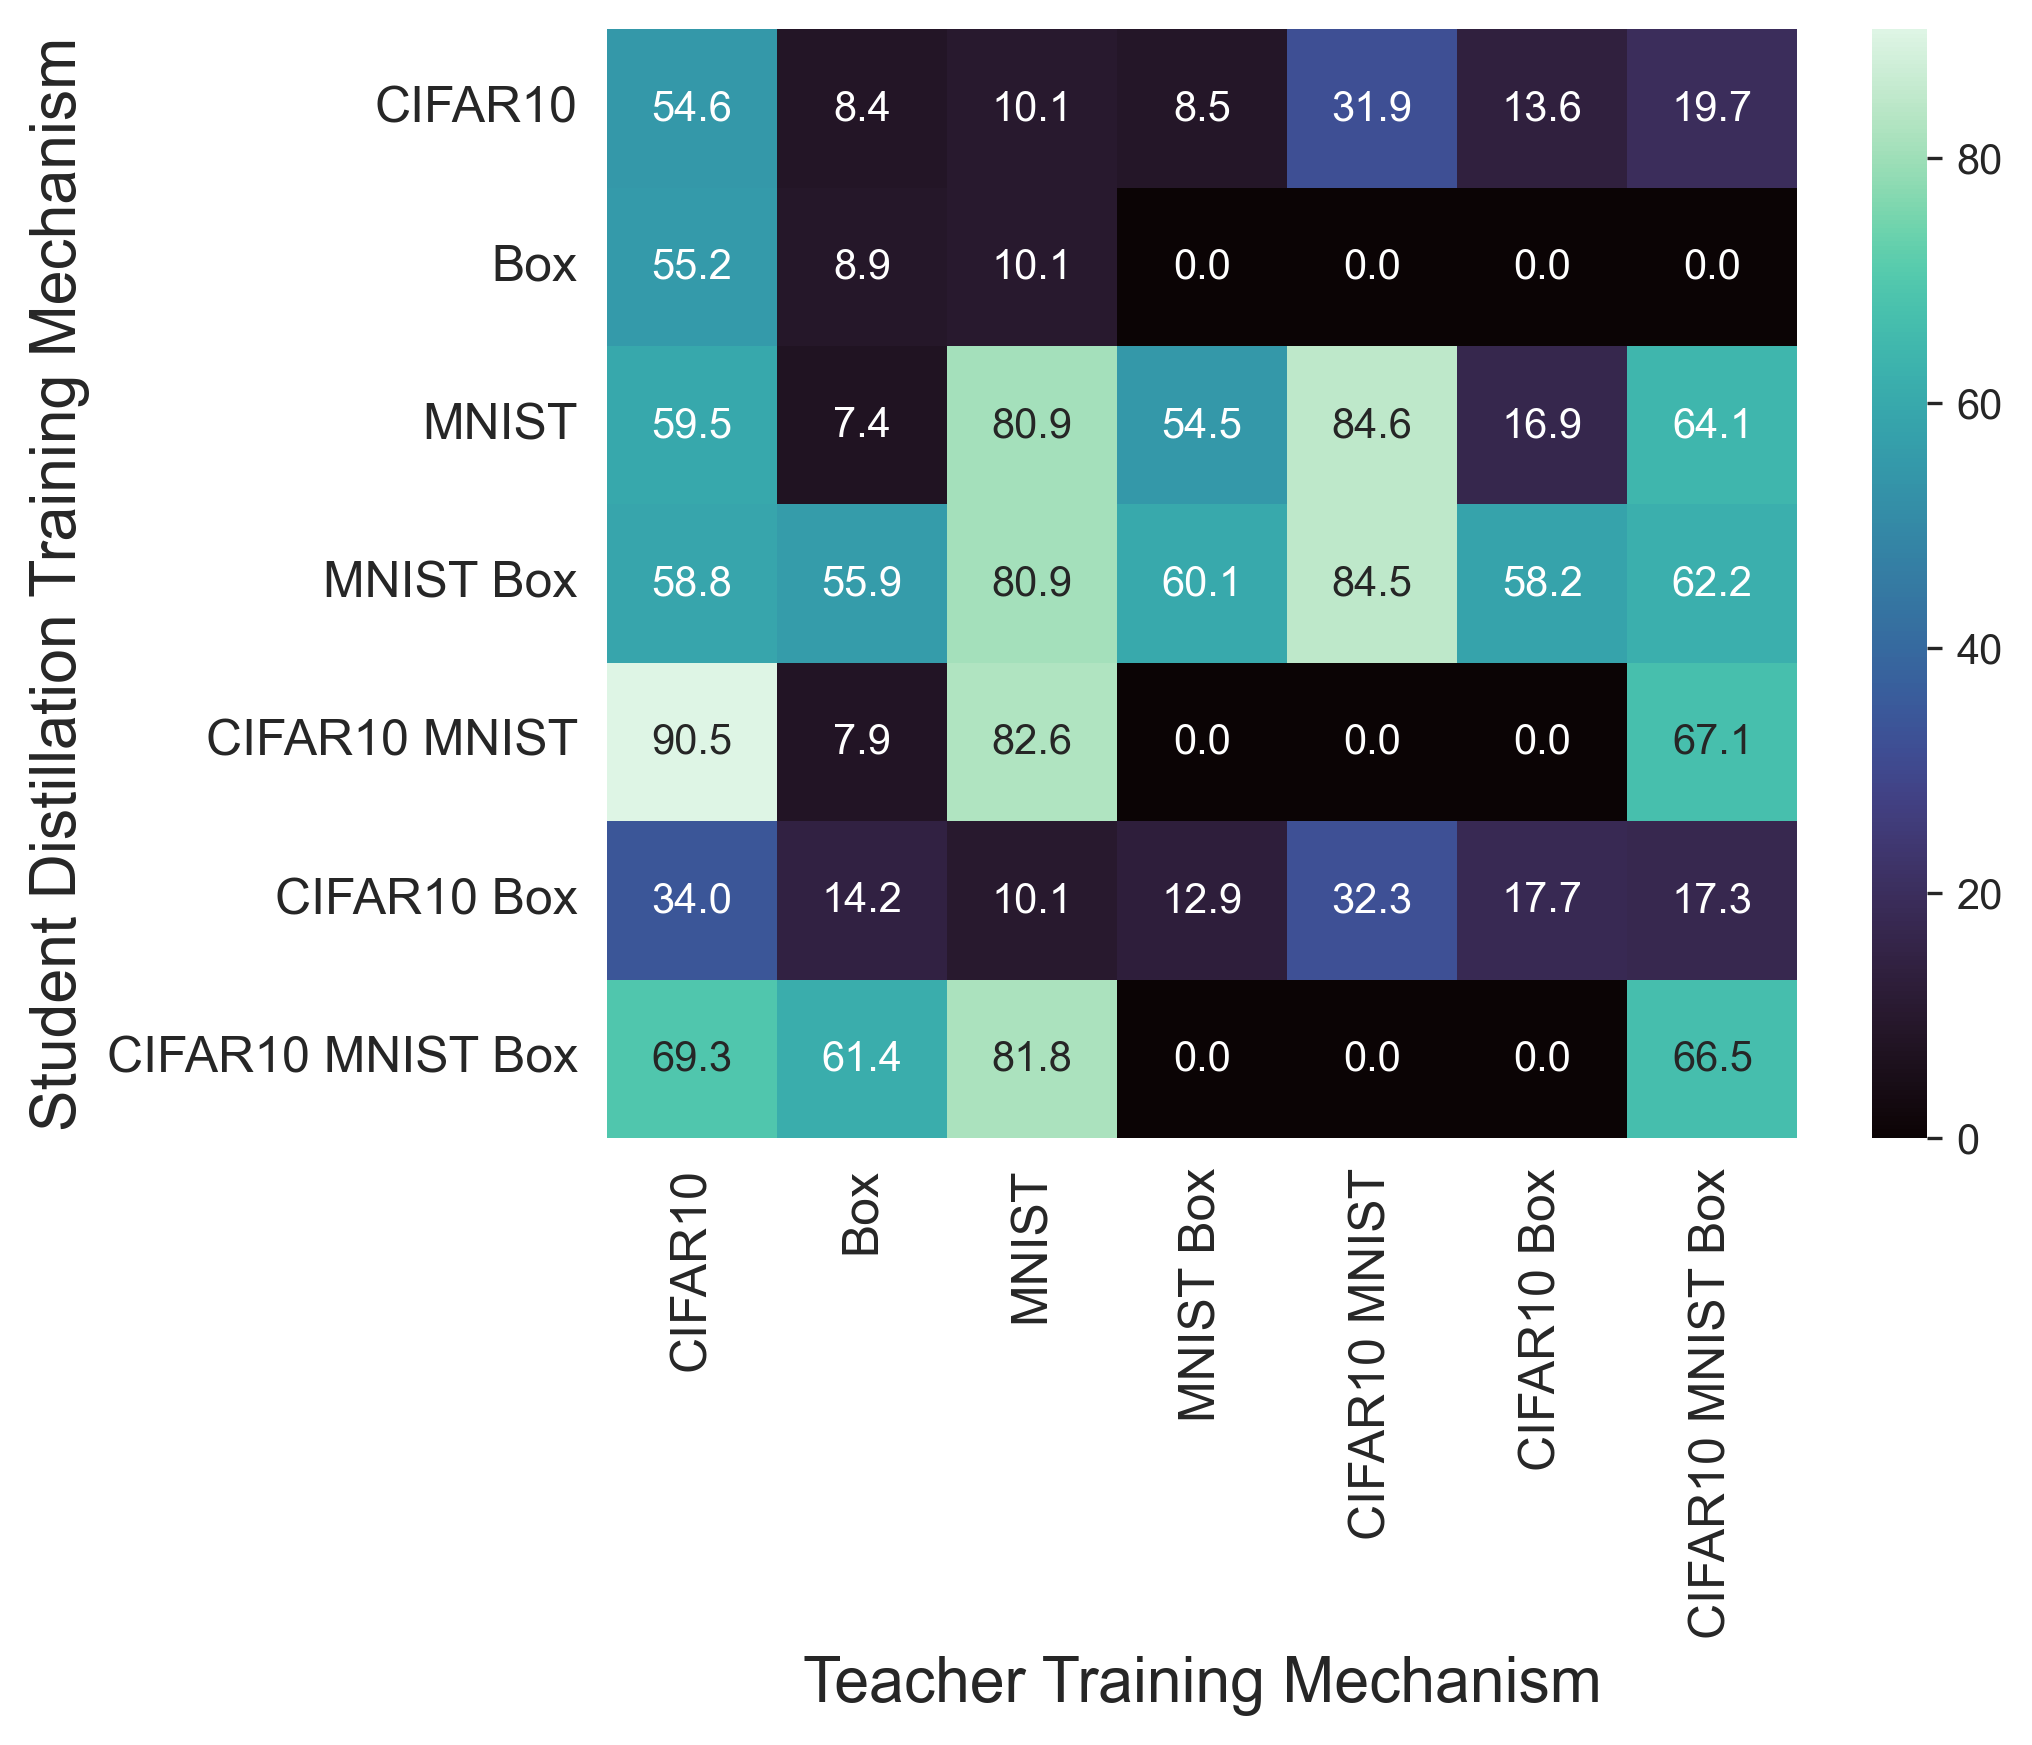 Student Distillation Training Mechanism
CIFAR10 54.6 8.4 10.1 8.5 31.9 13.6 19.7
Box 55.2 8.9 10.1 0.0 0.0 0.0 0.0
MNIST 59.5 7.4 80.9 54.5 84.6 16.9 64.1
MNIST Box 58.8 55.9 80.9 60.1 84.5 58.2 62.2
CIFAR10 MNIST 90.5 7.9 82.6 0.0 0.0 0.0 67.1
CIFAR10 Box 34.0 14.2 10.1 12.9 32.3 17.7 17.3
CIFAR10 MNIST Box 69.3 61.4 81.8 0.0 0.0 0.0 66.5
CIFAR10
Box
MNIST
MNIST Box
CIFAR10 MNIST
CIFAR10 Box
CIFAR10 MNIST Box
Teacher Training Mechanism
80
60
40
20
0